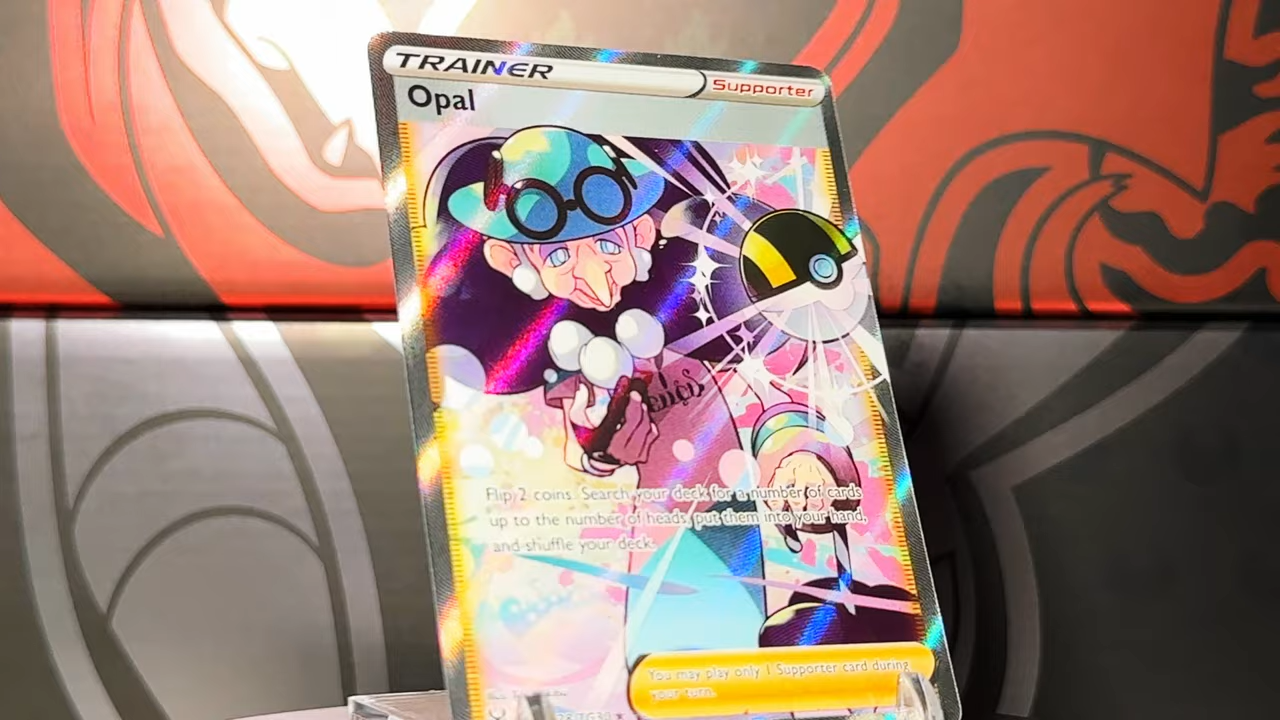 TRAINER
Supporter
Opal
Flip 2 coins. Search your deck for a number of cards
up to the number of heads, put them into your hand,
and shuffle your deck.
You may play only 1 Supporter card during
your turn.